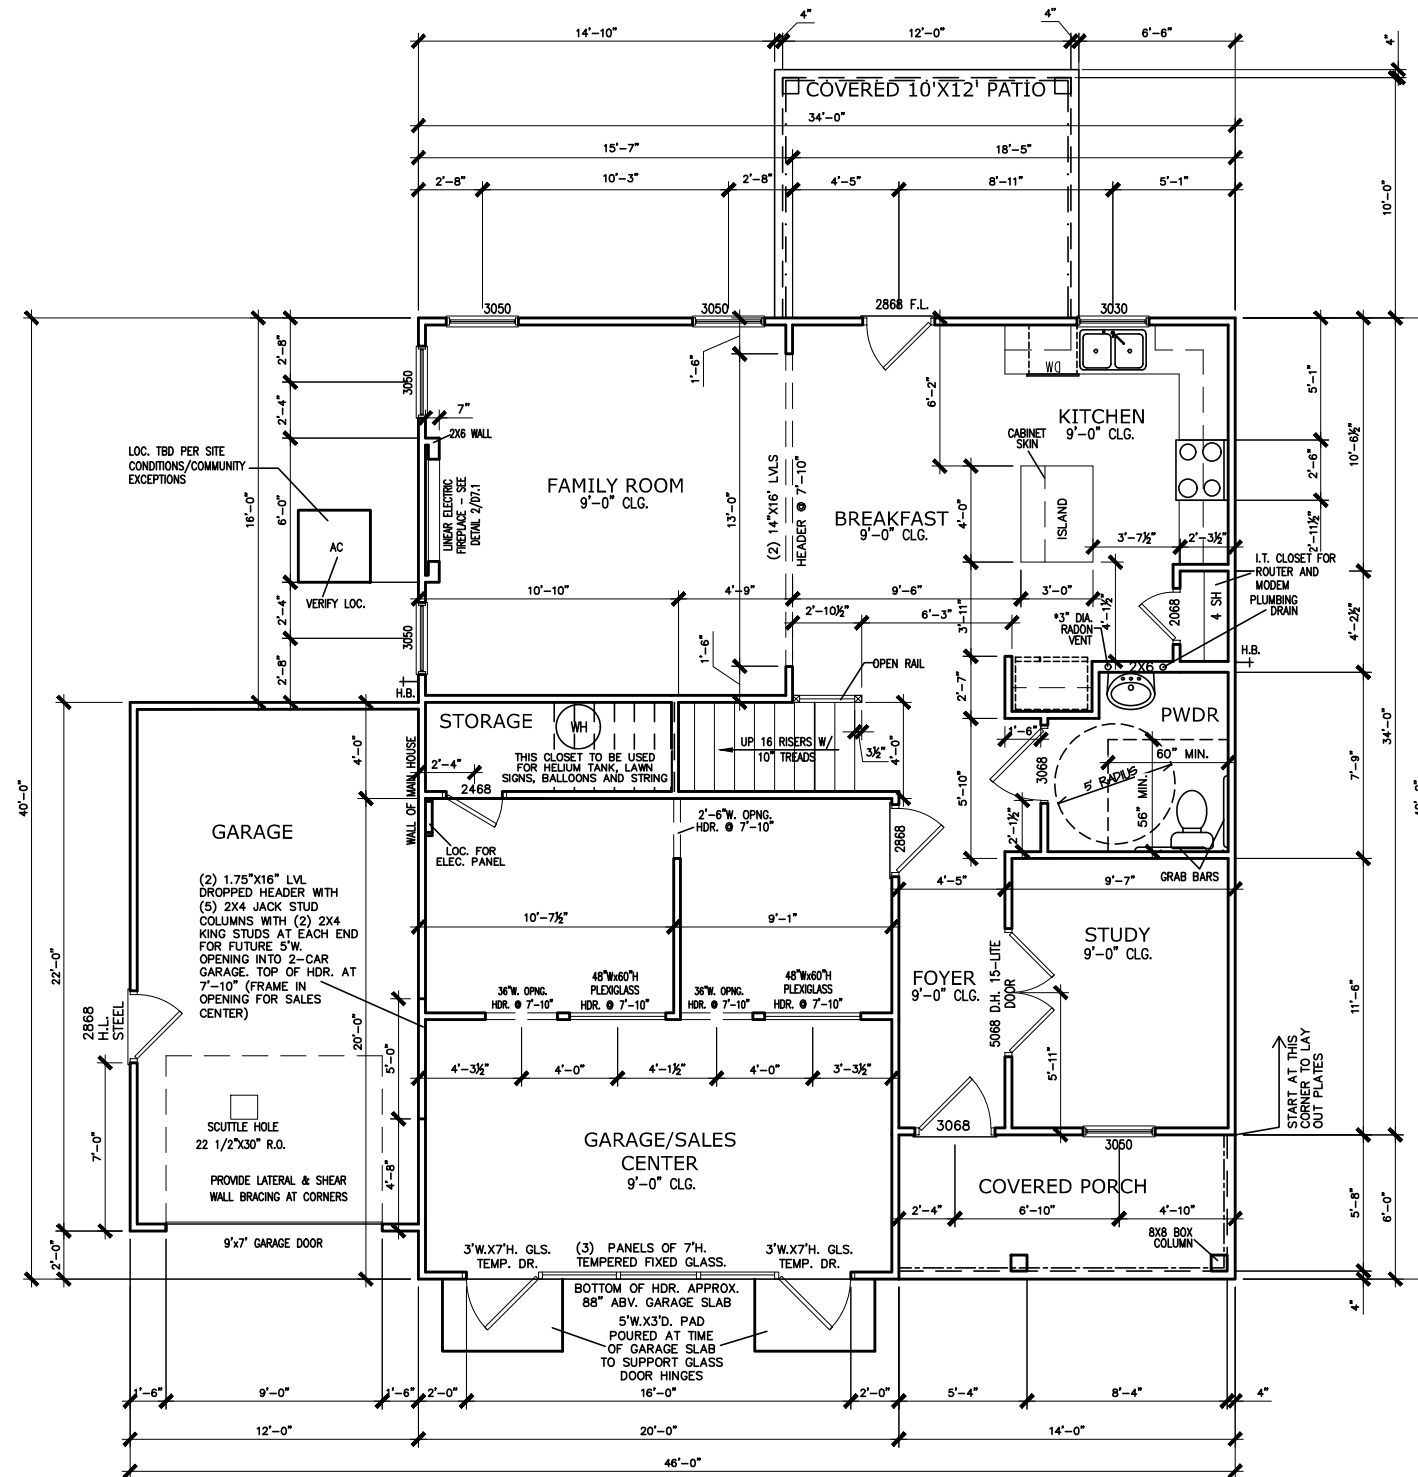 4"
4"
14'-10"
12'-0"
6'-6"
4"
COVERED 10'X12' PATIO
34'-0"
15'-7"
18'-5"
2'-8"
10'-3"
2'-8"
4'-5"
8'-11"
5'-1"
10'-0"
3050
3050
2868 F.L.
3030
2'-8"
1'-6"
5'-1"
3050
DW
6'-2"
2'-4"
7"
2X6 WALL
KITCHEN
9'-0" CLG.
CABINET
SKIN
10'-6½"
2'-6"
LOC. TBD PER SITE
CONDITIONS/COMMUNITY
EXCEPTIONS
16'-0"
6'-0"
LINEAR ELECTRIC
FIREPLACE - SEE
DETAIL 2/D7.1
FAMILY ROOM
9'-0" CLG.
13'-0"
(2) 14"X16' LVLS
HEADER @ 7'-10"
BREAKFAST
9'-0" CLG.
4'-0"
ISLAND
3'-7½"
2'-3½"
2'-11½"
AC
VERIFY LOC.
I.T. CLOSET FOR
ROUTER AND
MODEM
PLUMBING
DRAIN
10'-10"
4'-9"
9'-6"
3'-0"
2'-10½"
6'-3"
3'-11"
4'-1½"
2068
4 SH
4'-2½"
*3" DIA.
RADON
VENT
2'-4"
3050
1'-6"
2X6
H.B.
OPEN RAIL
2'-8"
H.B.
2'-7"
34'-0"
40'-0"
STORAGE
WH
THIS CLOSET TO BE USED
FOR HELIUM TANK, LAWN
SIGNS, BALLOONS AND STRING
UP 16 RISERS W/
10" TREADS
3½"
4'-0"
PWDR
1'-6"
60" MIN.
5' RADIUS
56" MIN.
3068
7'-9"
4'-0"
WALL OF MAIN HOUSE
2'-4"
2468
5'-10"
2'-1½"
GARAGE
LOC. FOR
ELEC. PANEL
2'-6"W. OPNG.
HDR. @ 7'-10"
2868
GRAB BARS
40'-0"
(2) 1.75"X16" LVL
DROPPED HEADER WITH
(5) 2X4 JACK STUD
COLUMNS WITH (2) 2X4
KING STUDS AT EACH END
FOR FUTURE 5'W.
OPENING INTO 2-CAR
GARAGE. TOP OF HDR. AT
7'-10" (FRAME IN
OPENING FOR SALES
CENTER)
4'-5"
9'-7"
10'-7½"
9'-1"
STUDY
9'-0" CLG.
22'-0"
FOYER
9'-0" CLG.
5068 D.H. 15-LITE
DOOR
36"W. OPNG.
HDR. @ 7'-10"
48"Wx60"H
PLEXIGLASS
HDR. @ 7'-10"
36"W. OPNG.
HDR. @ 7'-10"
48"Wx60"H
PLEXIGLASS
HDR. @ 7'-10"
11'-6"
2868
H.L.
STEEL
20'-0"
5'-0"
5'-11"
4'-3½"
4'-0"
4'-1½"
4'-0"
3'-3½"
START AT THIS
CORNER TO LAY
OUT PLATES
SCUTTLE HOLE
22 1/2"X30" R.O.
7'-0"
GARAGE/SALES
CENTER
9'-0" CLG.
3068
3050
PROVIDE LATERAL & SHEAR
WALL BRACING AT CORNERS
4'-8"
COVERED PORCH
2'-4"
6'-10"
4'-10"
5'-8"
6'-0"
8X8 BOX
COLUMN
9'x7' GARAGE DOOR
2'-0"
3'W.X7'H. GLS.
TEMP. DR.
(3) PANELS OF 7'H.
TEMPERED FIXED GLASS.
3'W.X7'H. GLS.
TEMP. DR.
BOTTOM OF HDR. APPROX.
88" ABV. GARAGE SLAB
4"
5'W.X3'D. PAD
POURED AT TIME
OF GARAGE SLAB
TO SUPPORT GLASS
DOOR HINGES
1'-6"
9'-0"
1'-6"
2'-0"
16'-0"
2'-0"
5'-4"
8'-4"
4"
12'-0"
20'-0"
14'-0"
46'-0"